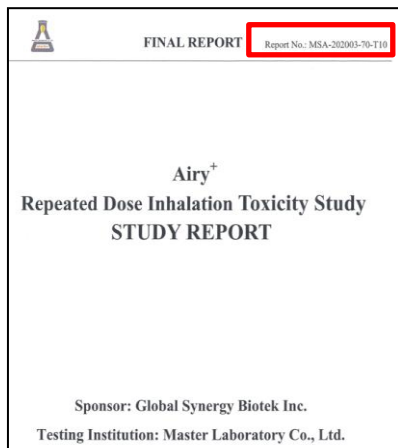 FINAL REPORT Report No.: MSA-202003-70-T10
Airy+
Repeated Dose Inhalation Toxicity Study
STUDY REPORT
Sponsor: Global Synergy Biotek Inc.
Testing Institution: Master Laboratory Co., Ltd.